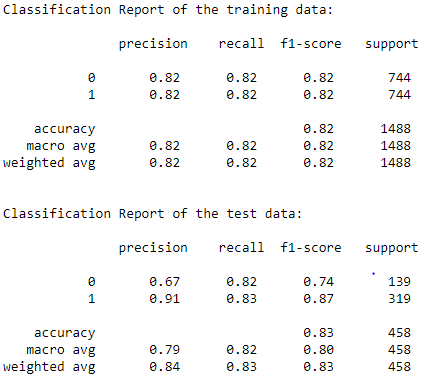 Classification Report of the training data:
precision recall f1-score support
0 0.82 0.82 0.82 744
1 0.82 0.82 0.82 744
accuracy 0.82 1488
macro avg 0.82 0.82 0.82 1488
weighted avg 0.82 0.82 0.82 1488
Classification Report of the test data:
precision recall f1-score support
0 0.67 0.82 0.74 139
1 0.91 0.83 0.87 319
accuracy 0.83 458
macro avg 0.79 0.82 0.80 458
weighted avg 0.84 0.83 0.83 458